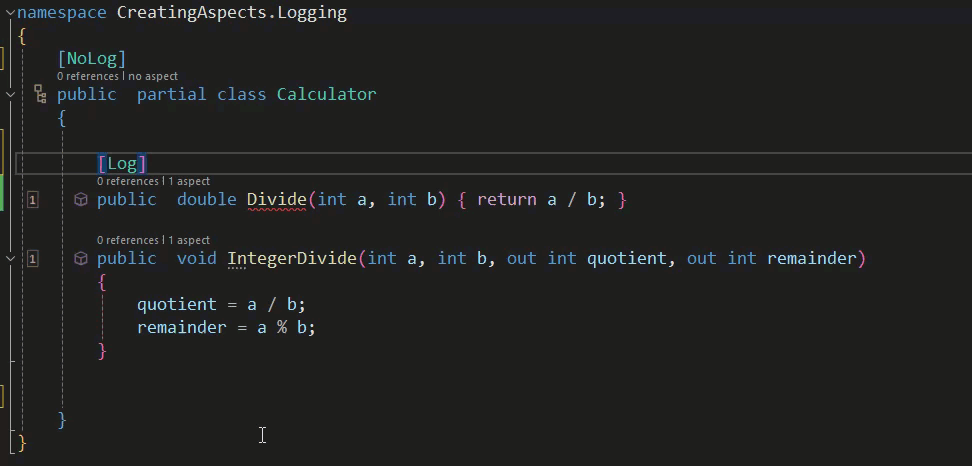 namespace CreatingAspects.Logging
{
[NoLog]
0 references | no aspect
public  partial class Calculator
{
[Log]
0 references | 1 aspect
1 public  double Divide(int a, int b) { return a / b; }
0 references | 1 aspect
1 public  void IntegerDivide(int a, int b, out int quotient, out int remainder)
{
quotient = a / b;
remainder = a % b;
}
}
}